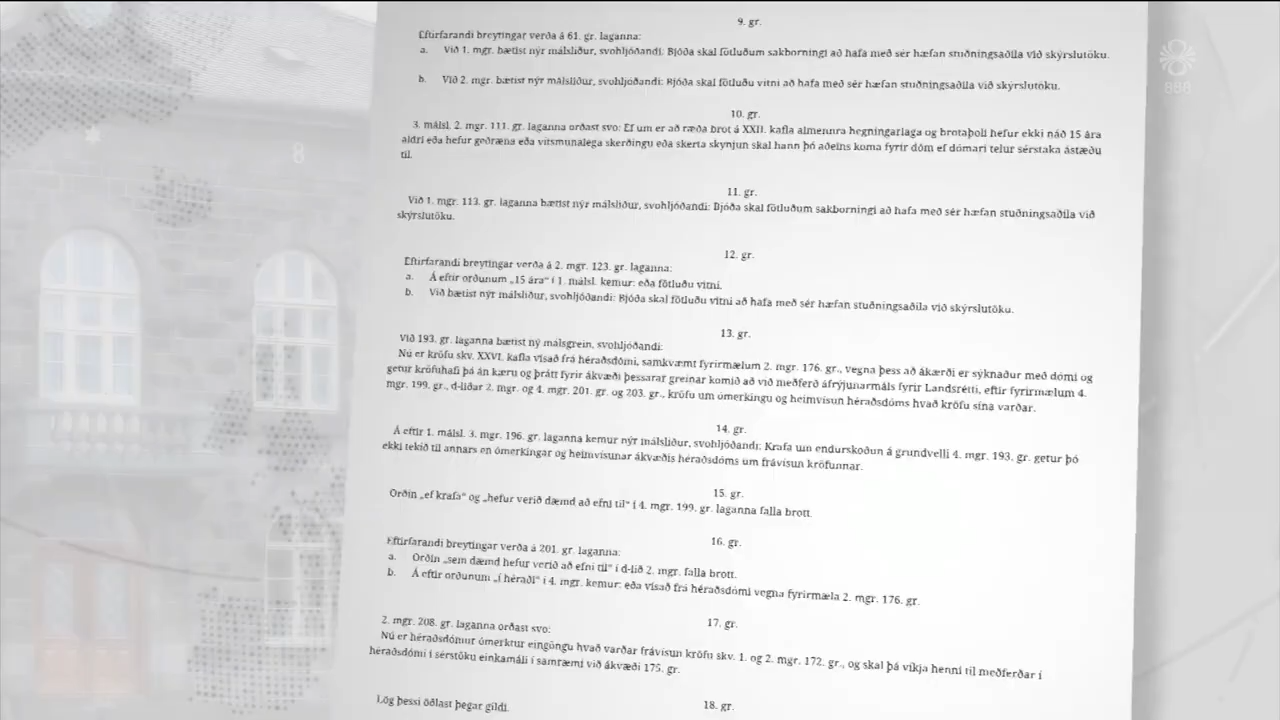 9. gr.
Eftirfarandi breytingar verða á 61. gr. laganna:
a. Við 1. mgr. bætist nýr málsliður, svohljóðandi: Bjóða skal fötluðum sakborningi að hafa með sér hæfan stuðningsaðila við skýrslutöku.
b. Við 2. mgr. bætist nýr málsliður, svohljóðandi: Bjóða skal fötluðu vitni að hafa með sér hæfan stuðningsaðila við skýrslutöku.
10. gr.
3. málsl. 2. mgr. 111. gr. laganna orðast svo: Ef um er að ræða brot á XXII. kafla almennra hegningarlaga og brotaþoli hefur ekki náð 15 ára
aldri eða hefur geðræna eða vitsmunalega skerðingu eða skerta skynjun skal hann þó aðeins koma fyrir dóm ef dómari telur sérstaka ástæðu
til.
11. gr.
Við 1. mgr. 113. gr. laganna bætist nýr málsliður, svohljóðandi: Bjóða skal fötluðum sakborningi að hafa með sér hæfan stuðningsaðila við
skýrslutöku.
12. gr.
Eftirfarandi breytingar verða á 2. mgr. 123. gr. laganna:
a. Á eftir orðunum „15 ára“ í 1. málsl. kemur: eða fötluðu vitni.
b. Við bætist nýr málsliður, svohljóðandi: Bjóða skal fötluðu vitni að hafa með sér hæfan stuðningsaðila við skýrslutöku.
13. gr.
Við 193. gr. laganna bætist ný málsgrein, svohljóðandi:
Nú er kröfu skv. XXVI. kafla vísað frá héraðsdómi, samkvæmt fyrirmælum 2. mgr. 176. gr., vegna þess að ákærði er sýknaður með dómi og
getur kröfuhafi þá án kæru og þrátt fyrir ákvæði þessarar greinar komið að við meðferð áfrýjunarmáls fyrir Landsrétti, eftir fyrirmælum 4.
mgr. 199. gr., d-liðar 2. mgr. og 4. mgr. 201. gr. og 203. gr., kröfu um ómerkingu og heimvísun héraðsdóms hvað kröfu sína varðar.
14. gr.
Á eftir 1. málsl. 3. mgr. 196. gr. laganna kemur nýr málsliður, svohljóðandi: Krafa um endurskoðun á grundvelli 4. mgr. 193. gr. getur þó
ekki tekið til annars en ómerkingar og heimvísunar ákvæðis héraðsdóms um frávísun kröfunnar.
15. gr.
Orðin „ef krafa“ og „hefur verið dæmd að efni til“ í 4. mgr. 199. gr. laganna falla brott.
16. gr.
Eftirfarandi breytingar verða á 201. gr. laganna:
a. Orðin „sem dæmd hefur verið að efni til“ í d-lið 2. mgr. falla brott.
b. Á eftir orðunum „í héraði“ í 4. mgr. kemur: eða vísað frá héraðsdómi vegna fyrirmæla 2. mgr. 176. gr.
17. gr.
2. mgr. 208. gr. laganna orðast svo:
Nú er héraðsdómur ómerktur eingöngu hvað varðar frávísun kröfu skv. 1. og 2. mgr. 172. gr., og skal þá víkja henni til meðferðar í
héraðsdómi í sérstöku einkamáli í samræmi við ákvæði 175. gr.
18. gr.
Lög þessi öðlast þegar gildi.
888
8